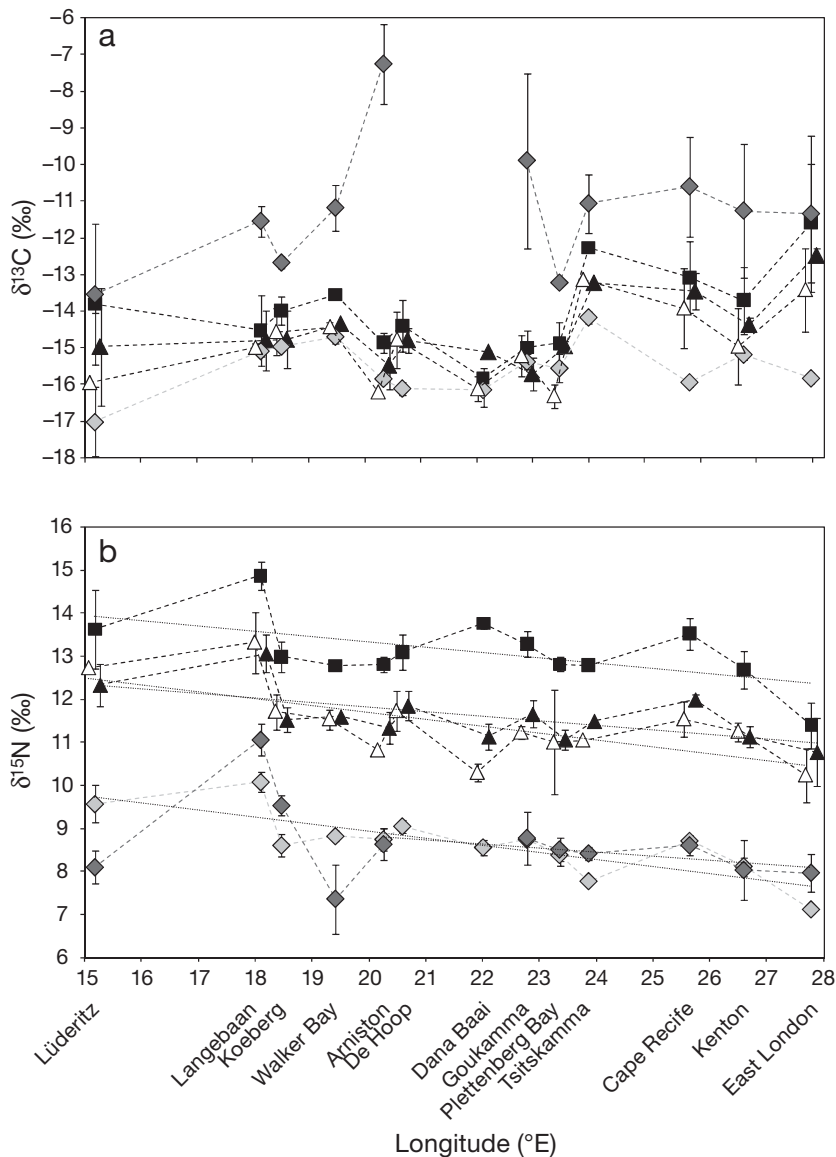 a
−6
−7
−8
−9
−10
−11
−12
−13
−14
−15
−16
−17
−18
δ13C (‰)
b
16
15
14
13
12
11
10
9
8
7
6
δ15N (‰)
15 16 17 18 19 20 21 22 23 24 25 26 27 28
Lüderitz
Langebaan
Koeberg
Walker Bay
Arniston
De Hoop
Dana Baai
Goukamma
Plettenberg Bay
Tsitskamma
Cape Recife
Kenton
East London
Longitude (°E)